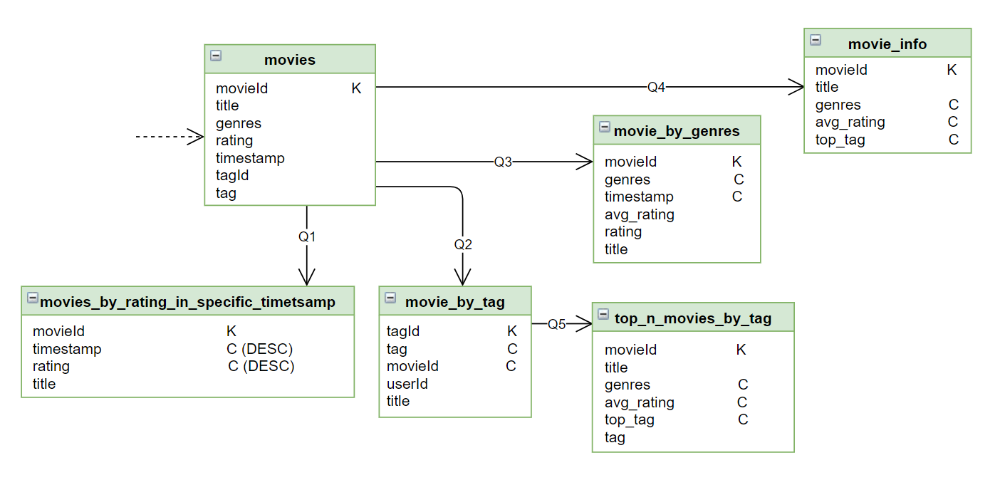 movies
movieId K
title
genres
rating
timestamp
tagId
tag
Q4
movie_info
movieId K
title
genres C
avg_rating C
top_tag C
Q3
movie_by_genres
movieId K
genres C
timestamp C
avg_rating
rating
title
Q1
movies_by_rating_in_specific_timetsamp
movieId K
timestamp C (DESC)
rating C (DESC)
title
Q2
movie_by_tag
tagId K
tag C
movieId C
userId
title
Q5
top_n_movies_by_tag
movieId K
title
genres C
avg_rating C
top_tag C
tag